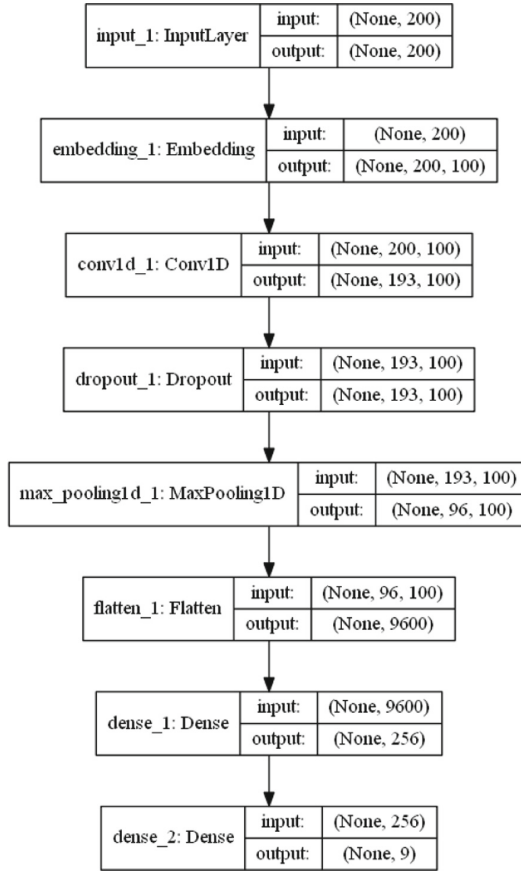 input_1: InputLayer
input: (None, 200)
output: (None, 200)
embedding_1: Embedding
input: (None, 200)
output: (None, 200, 100)
conv1d_1: Conv1D
input: (None, 200, 100)
output: (None, 193, 100)
dropout_1: Dropout
input: (None, 193, 100)
output: (None, 193, 100)
max_pooling1d_1: MaxPooling1D
input: (None, 193, 100)
output: (None, 96, 100)
flatten_1: Flatten
input: (None, 96, 100)
output: (None, 9600)
dense_1: Dense
input: (None, 9600)
output: (None, 256)
dense_2: Dense
input: (None, 256)
output: (None, 9)